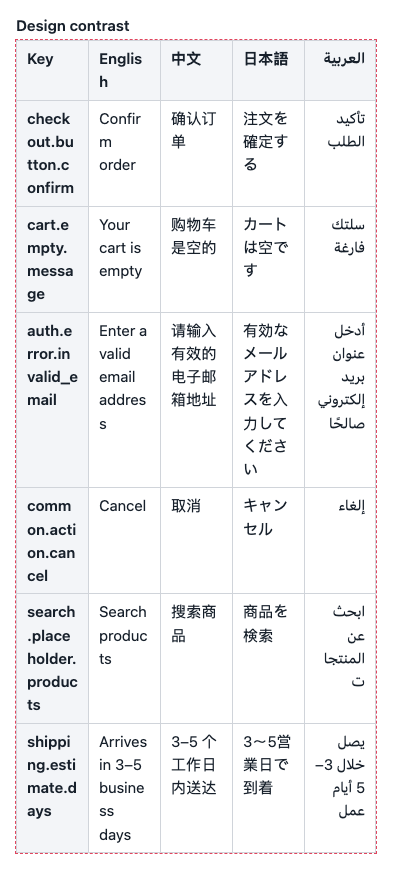 Design contrast
Key
Englis
h
中文
日本語
العربية
check
out.bu
tton.c
onfirm
Confir
m
order
确认订
单
注文を
確定す
る
تأكيد
الطلب
cart.e
mpty.
messa
ge
Your
cart is
empty
购物车
是空的
カート
は空で
す
سلتك
فارغة
auth.e
rror.in
valid_e
mail
Enter a
valid
email
addres
s
请输入
有效的
电子邮
箱地址
有効な
メール
アドレ
スを入
力して
くださ
い
أدخل
عنوان
بريد
إلكتروني
صالحًا
comm
on.acti
on.can
cel
Cancel
取消
キャン
セル
إلغاء
search
.place
holder.
produc
ts
Search
produc
ts
搜索商
品
商品を
検索
ابحث
عن
المنتجا
ت
shippi
ng.esti
mate.d
ays
Arrives
in 3–5
busine
ss
days
3–5 个
工作日
内送达
3〜5営
業日で
到着
يصل
خلال 3–
5 أيام
عمل